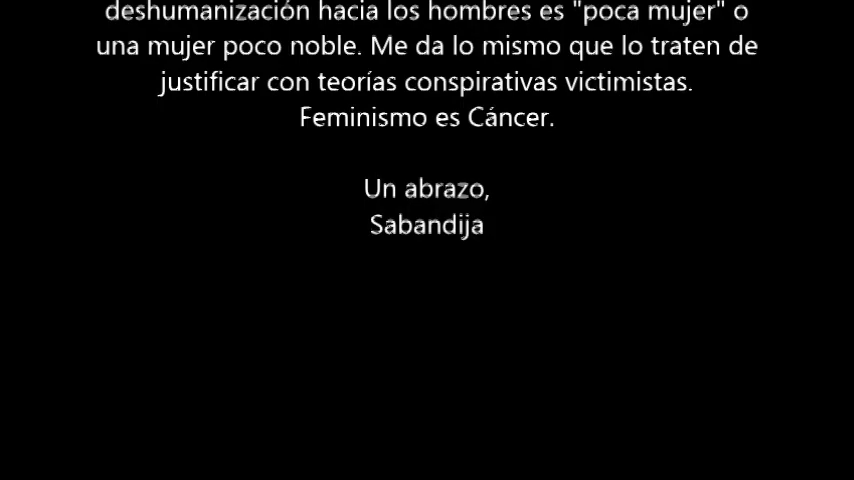 deshumanización hacia los hombres es "poca mujer" o
una mujer poco noble. Me da lo mismo que lo traten de
justificar con teorías conspirativas victimistas.
Feminismo es Cáncer.
Un abrazo,
Sabandija